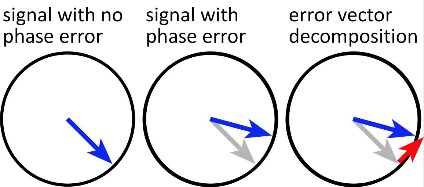 signal with no
phase error
signal with
phase error
error vector
decomposition